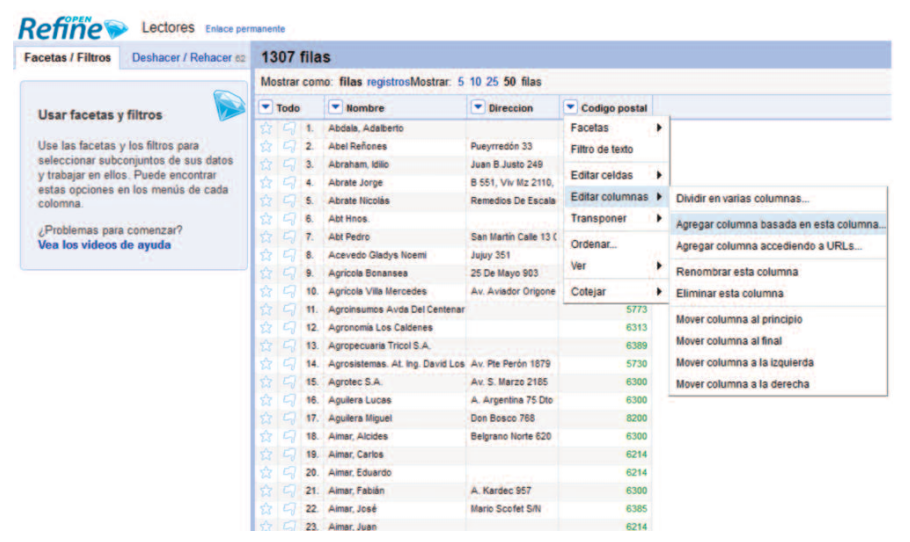 OPEN
Refine Lectores Enlace permanente
Facetas / Filtros Deshacer / Rehacer 62
1307 filas
Mostrar como: filas registrosMostrar: 5 10 25 50 filas
Todo Nombre Direccion Codigo postal
Usar facetas y filtros
Use las facetas y los filtros para
seleccionar subconjuntos de sus datos
y trabajar en ellos. Puede encontrar
estas opciones en los menús de cada
colomna.
¿Problemas para comenzar?
Vea los videos de ayuda
1. Abdala, Adalberto
2. Abel Reñones Pueyrredón 33
3. Abraham, Idilio Juan B.Justo 249
4. Abrate Jorge B 551, Viv Mz 2110,
5. Abrate Nicolás Remedios De Escala
6. Abt Hnos.
7. Abt Pedro San Martín Calle 13 (
8. Acevedo Gladys Noemi Jujuy 351
9. Agricola Bonansea 25 De Mayo 903
10. Agricola Villa Mercedes Av. Aviador Origone
11. Agroinsumos Avda Del Centenar 5773
12. Agronomia Los Caldenes 6313
13. Agropecuaria Tricol S.A. 6389
14. Agrosistemas. At. Ing. David Los Av. Pte Perón 1879 5730
15. Agrotec S.A. Av. S. Marzo 2185 6300
16. Aguilera Lucas A. Argentina 75 Dto 6300
17. Aguilera Miguel Don Bosco 768 8200
18. Aimar, Alcides Belgrano Norte 620 6300
19. Aimar, Carlos 6214
20. Aimar, Eduardo 6214
21. Aimar, Fabián A. Kardec 957 6300
22. Aimar, José Mario Scofet S/N 6385
23. Aimar, Juan 6214
Facetas
Filtro de texto
Editar celdas
Editar columnas
Transponer
Ordenar...
Ver
Cotejar
Dividir en varias columnas...
Agregar columna basada en esta columna...
Agregar columna accediendo a URLs...
Renombrar esta columna
Eliminar esta columna
Mover columna al principio
Mover columna al final
Mover columna a la izquierda
Mover columna a la derecha